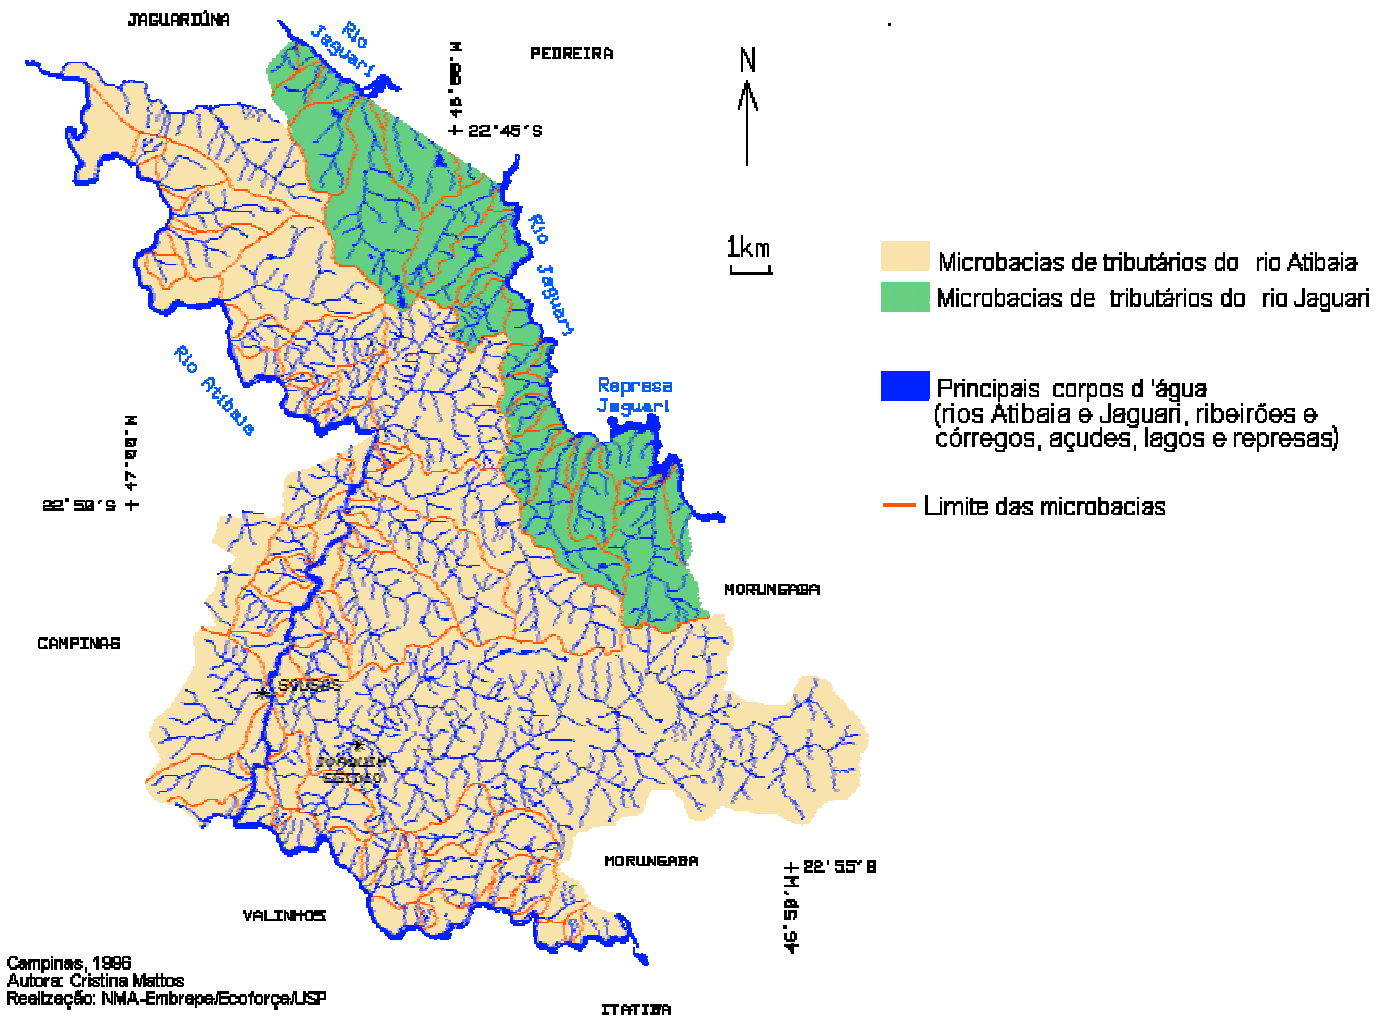 JAGUARIÚNA
Rio
Jaguari
PEDREIRA
N
22°45'S
1km
Rio
Jaguari
Microbacias de tributários do rio Atibaia
Microbacias de tributários do rio Jaguari
Rio Atibaia
Represa
Jaguari
Principais corpos d'água
(rios Atibaia e Jaguari, ribeirões e
córregos, açudes, lagos e represas)
47°00'W
22°50'S
Limite das microbacias
MORUNGABA
CAMPINAS
SOUSAS
JOAQUIM
EGIDIO
MORUNGABA
22°55'S
46°50'W
VALINHOS
Campinas, 1996
Autora: Cristina Mattos
Realização: NMA-Embrapa/Ecoforça/USP
ITATIBA